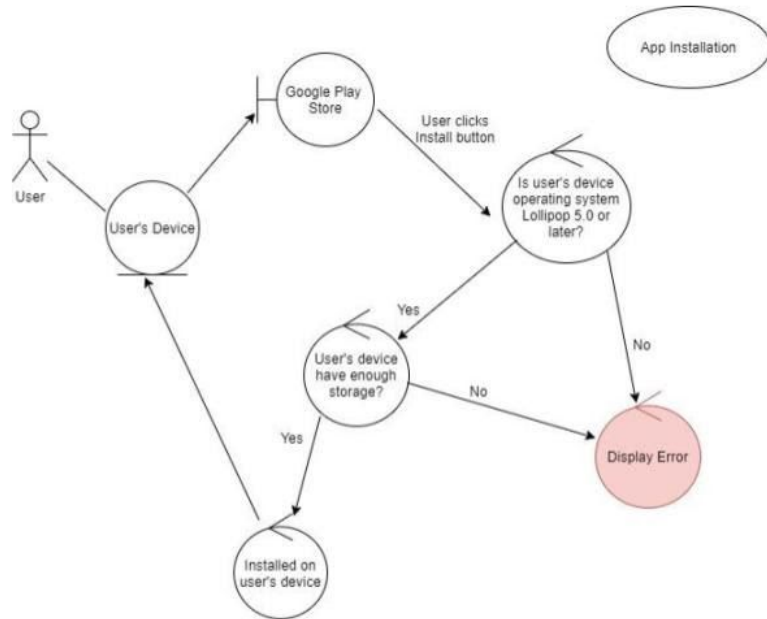 App Installation
Google Play
Store
User clicks
Install button
User
User's Device
Is user's device
operating system
Lollipop 5.0 or
later?
Yes
No
User's device
have enough
storage?
No
Yes
Display Error
Installed on
user's device